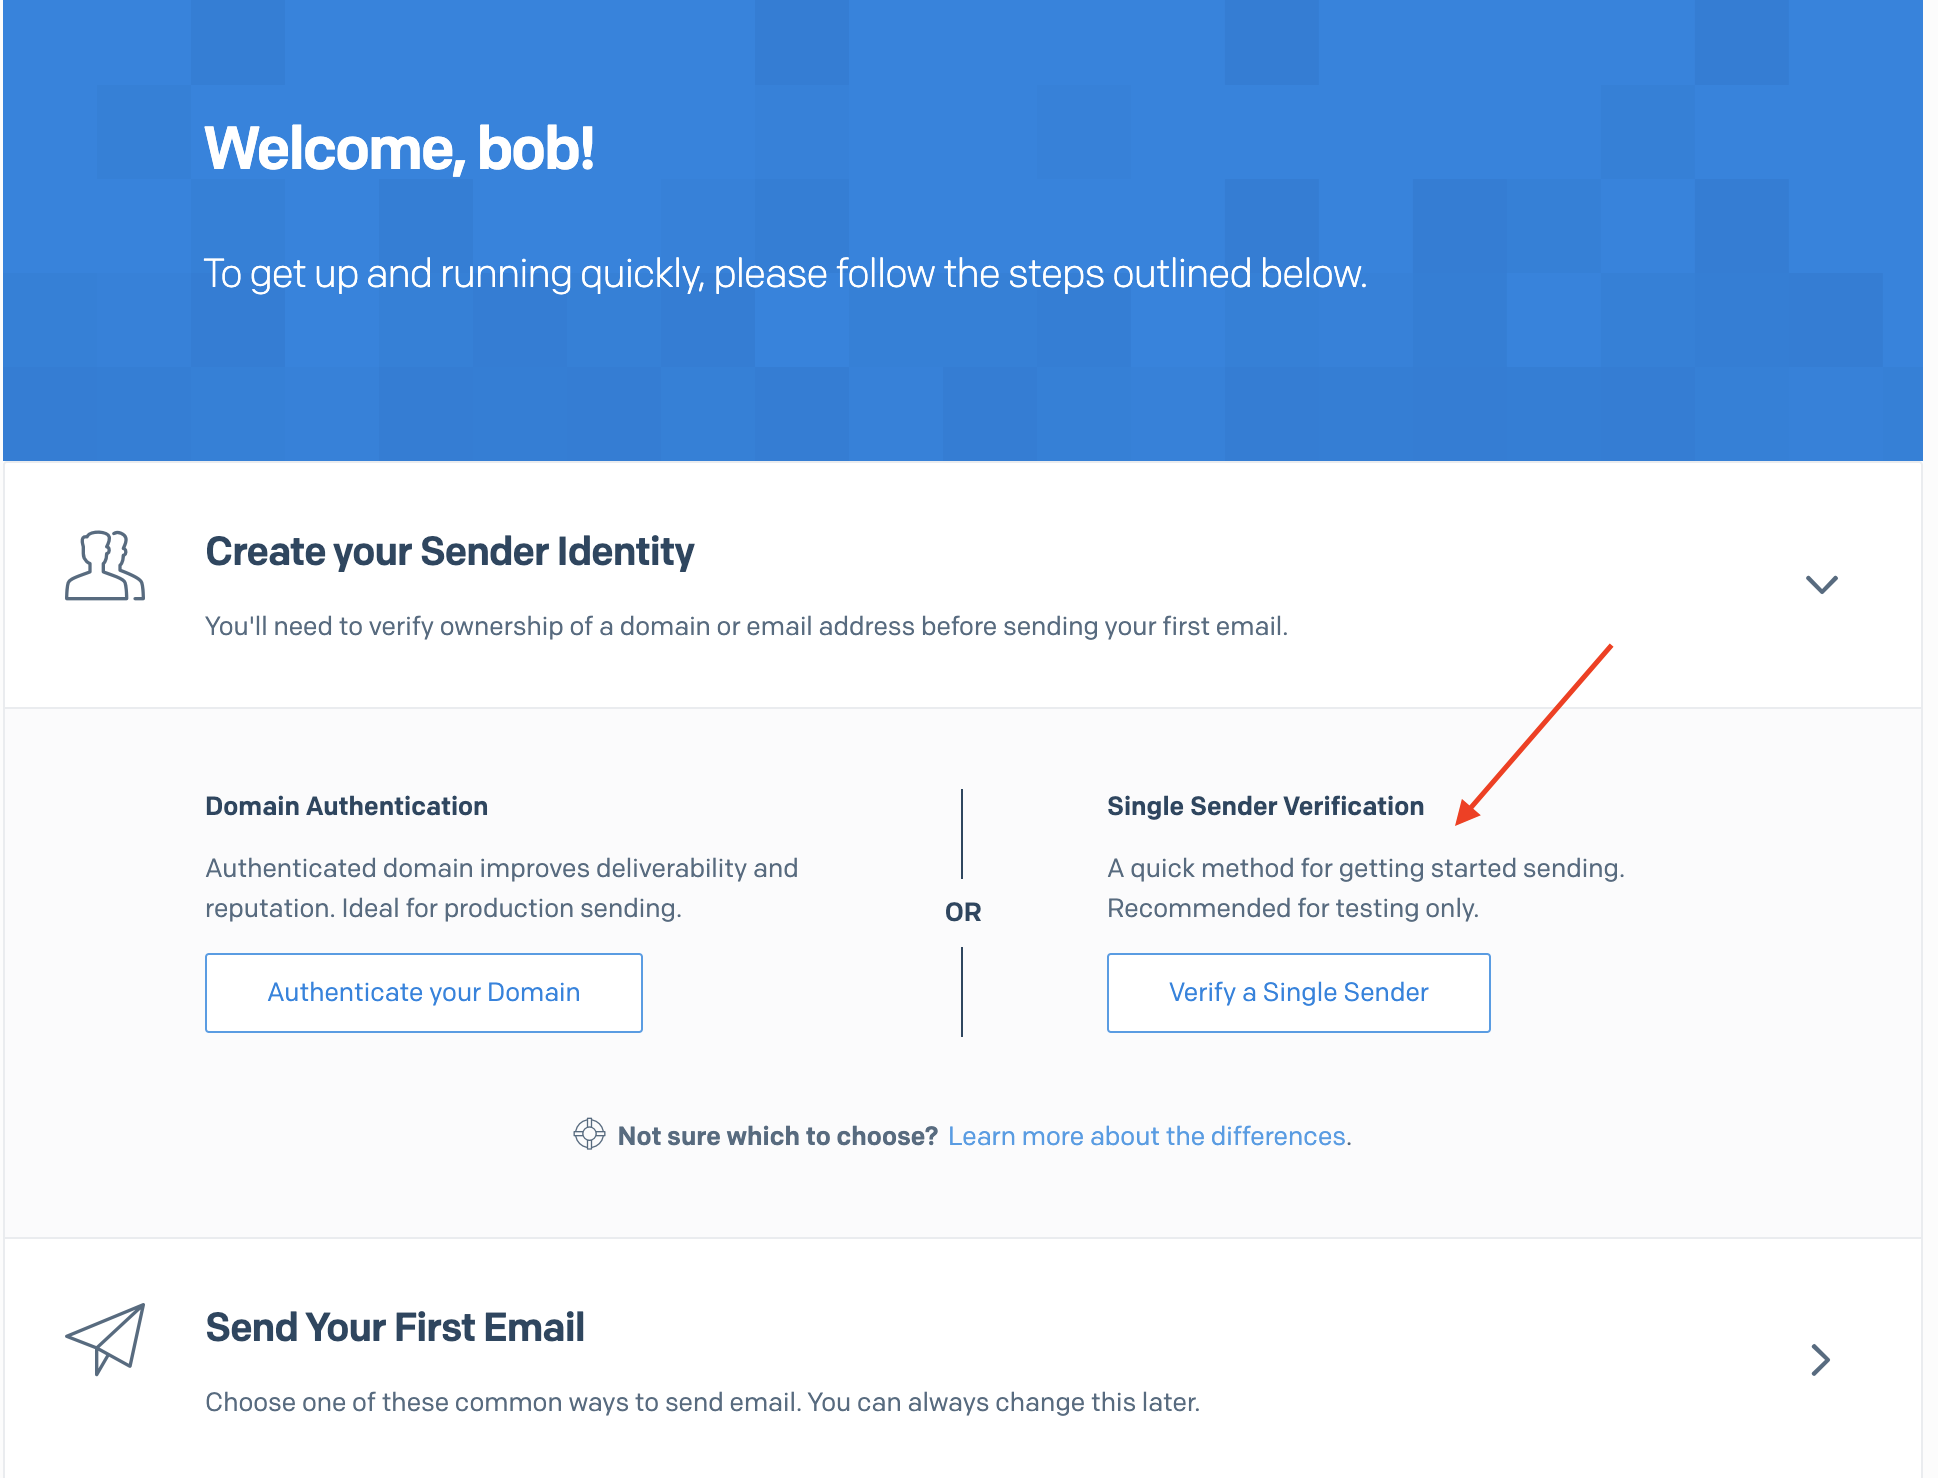 Welcome, bob!
To get up and running quickly, please follow the steps outlined below.
Create your Sender Identity
You'll need to verify ownership of a domain or email address before sending your first email.
Domain Authentication
Authenticated domain improves deliverability and
reputation. Ideal for production sending.
Authenticate your Domain
OR
Single Sender Verification
A quick method for getting started sending.
Recommended for testing only.
Verify a Single Sender
Not sure which to choose? Learn more about the differences.
Send Your First Email
Choose one of these common ways to send email. You can always change this later.